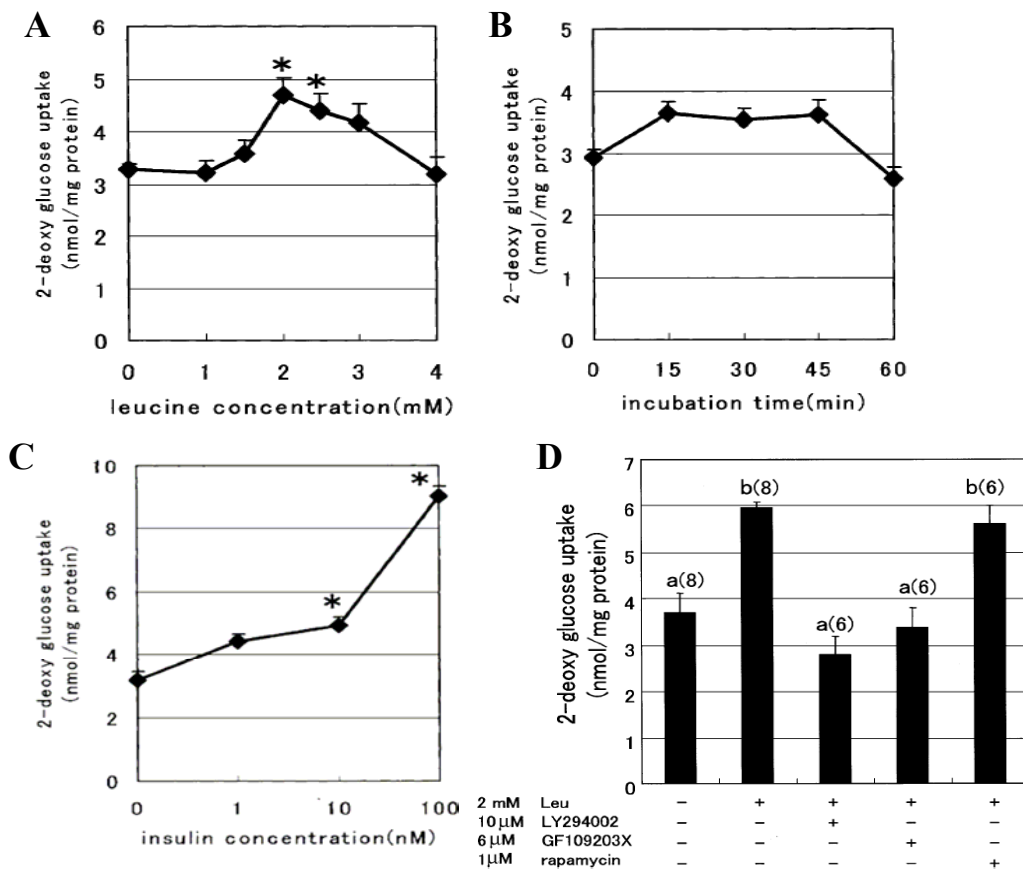 A
2-deoxy glucose uptake
(nmol/mg protein)
6
5
4
3
2
1
0
* *
0 1 2 3 4
leucine concentration(mM)
B
2-deoxy glucose uptake
(nmol/mg protein)
5
4
3
2
1
0
0 15 30 45 60
incubation time(min)
C
2-deoxy glucose uptake
(nmol/mg protein)
10
8
6
4
2
0
*
*
0 1 10 100
insulin concentration(nM)
D
2-deoxy glucose uptake
(nmol/mg protein)
7
6
5
4
3
2
1
0
a(8) b(8) a(6) a(6) b(6)
2 mM Leu − + + + +
10μM LY294002 − − + − −
6 μM GF109203X − − − + −
1μM rapamycin − − − − +